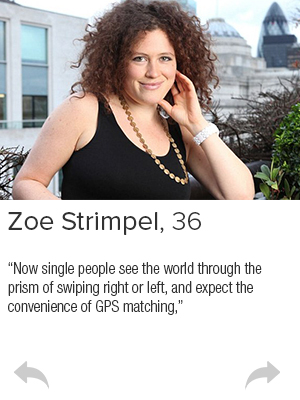 Zoe Strimpel, 36
“Now single people see the world through the
prism of swiping right or left, and expect the
convenience of GPS matching,”